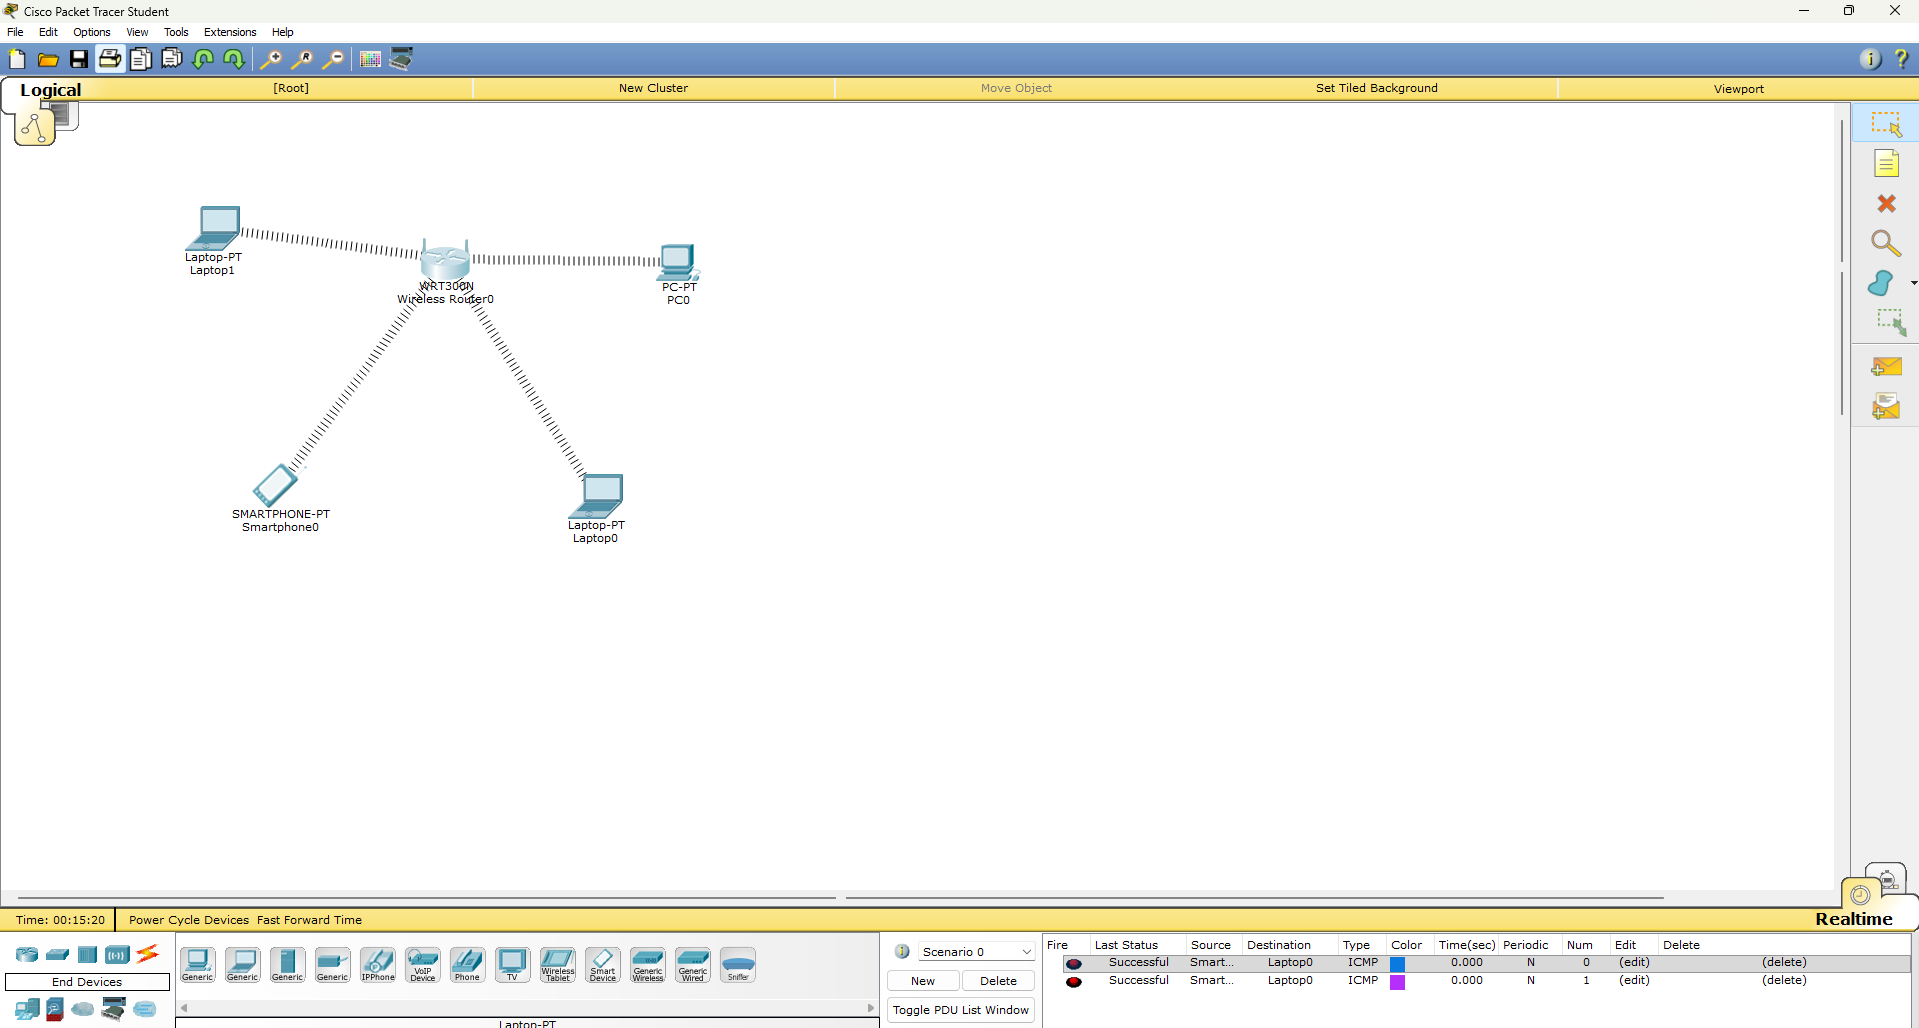 Cisco Packet Tracer Student
File Edit Options View Tools Extensions Help
Logical [Root] New Cluster Move Object Set Tiled Background Viewport
Laptop-PT
Laptop1
WRT300N
Wireless Router0
PC-PT
PC0
SMARTPHONE-PT
Smartphone0
Laptop-PT
Laptop0
Time: 00:15:20 Power Cycle Devices Fast Forward Time Realtime
End Devices
Generic Generic Generic Generic IPPhone VoIP Device Phone TV Wireless Tablet Smart Device Generic Wireless Generic Wired Sniffer
Laptop-PT
Scenario 0
New Delete
Toggle PDU List Window
Fire Last Status Source Destination Type Color Time(sec) Periodic Num Edit Delete
Successful Smart... Laptop0 ICMP 0.000 N 0 (edit) (delete)
Successful Smart... Laptop0 ICMP 0.000 N 1 (edit) (delete)